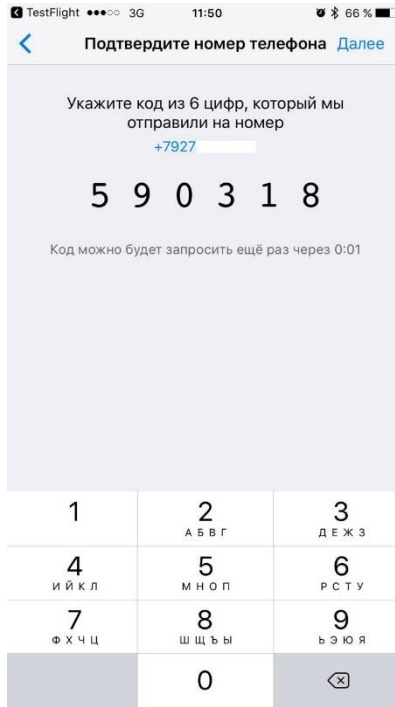 TestFlight 3G 11:50 66 %
Подтвердите номер телефона Далее
Укажите код из 6 цифр, который мы
отправили на номер
+7927
5 9 0 3 1 8
Код можно будет запросить ещё раз через 0:01
1 2 3
А Б В Г Д Е Ж З
4 5 6
И Й К Л М Н О П Р С Т У
7 8 9
Ф Х Ц Ч Ш Щ Ъ Ы Ь Э Ю Я
0